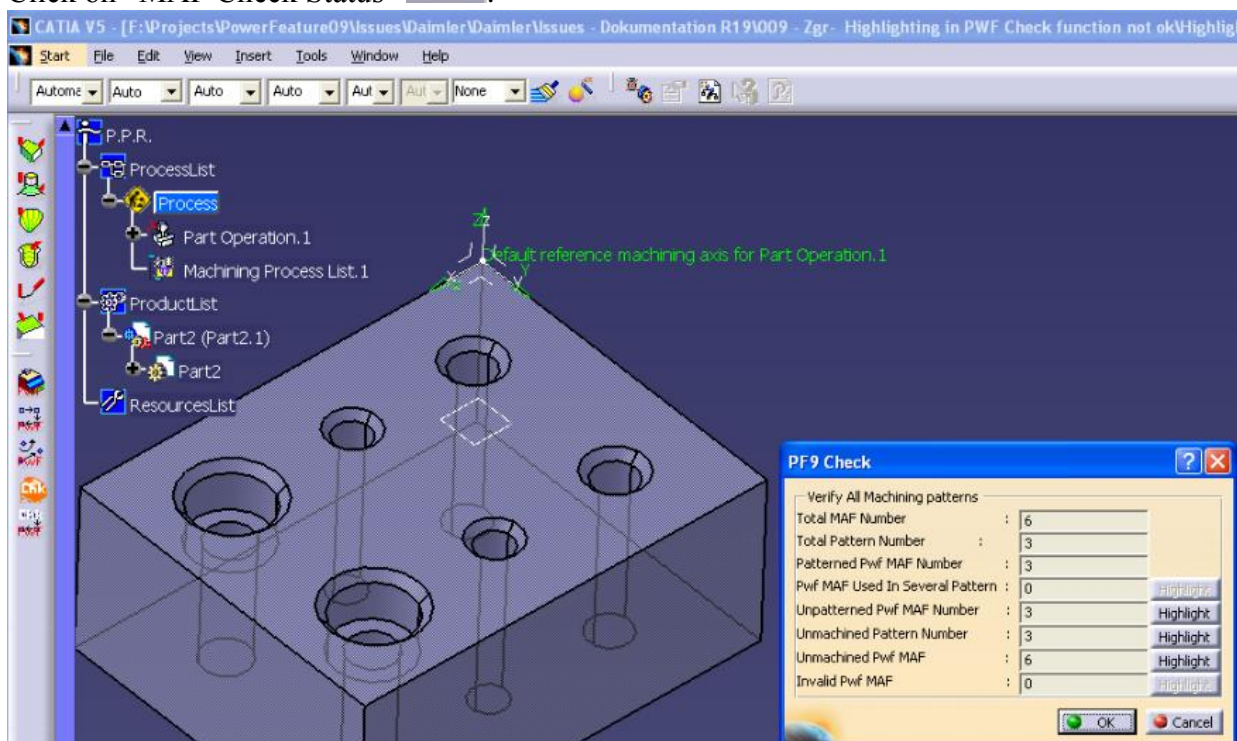 Click on "MAF Check Status"
CATIA V5 - [F:\Projects\PowerFeature09\Issues\Daimler\Daimler\Issues - Dokumentation R19\009 - Zgr- Highlighting in PWF Check function not ok\Highlig
Start File Edit View Insert Tools Window Help
Automa Auto Auto Auto Aut Aut None
P.P.R.
ProcessList
Process
Part Operation.1
Machining Process List.1
ProductList
Part2 (Part2.1)
Part2
ResourcesList
Z
Default reference machining axis for Part Operation.1
X Y
PF9 Check
Verify All Machining patterns
Total MAF Number : 6
Total Pattern Number : 3
Patterned Pwf MAF Number : 3
Pwf MAF Used In Several Pattern : 0 Highlight
Unpatterned Pwf MAF Number : 3 Highlight
Unmachined Pattern Number : 3 Highlight
Unmachined Pwf MAF : 6 Highlight
Invalid Pwf MAF : 0 Highlight
OK Cancel